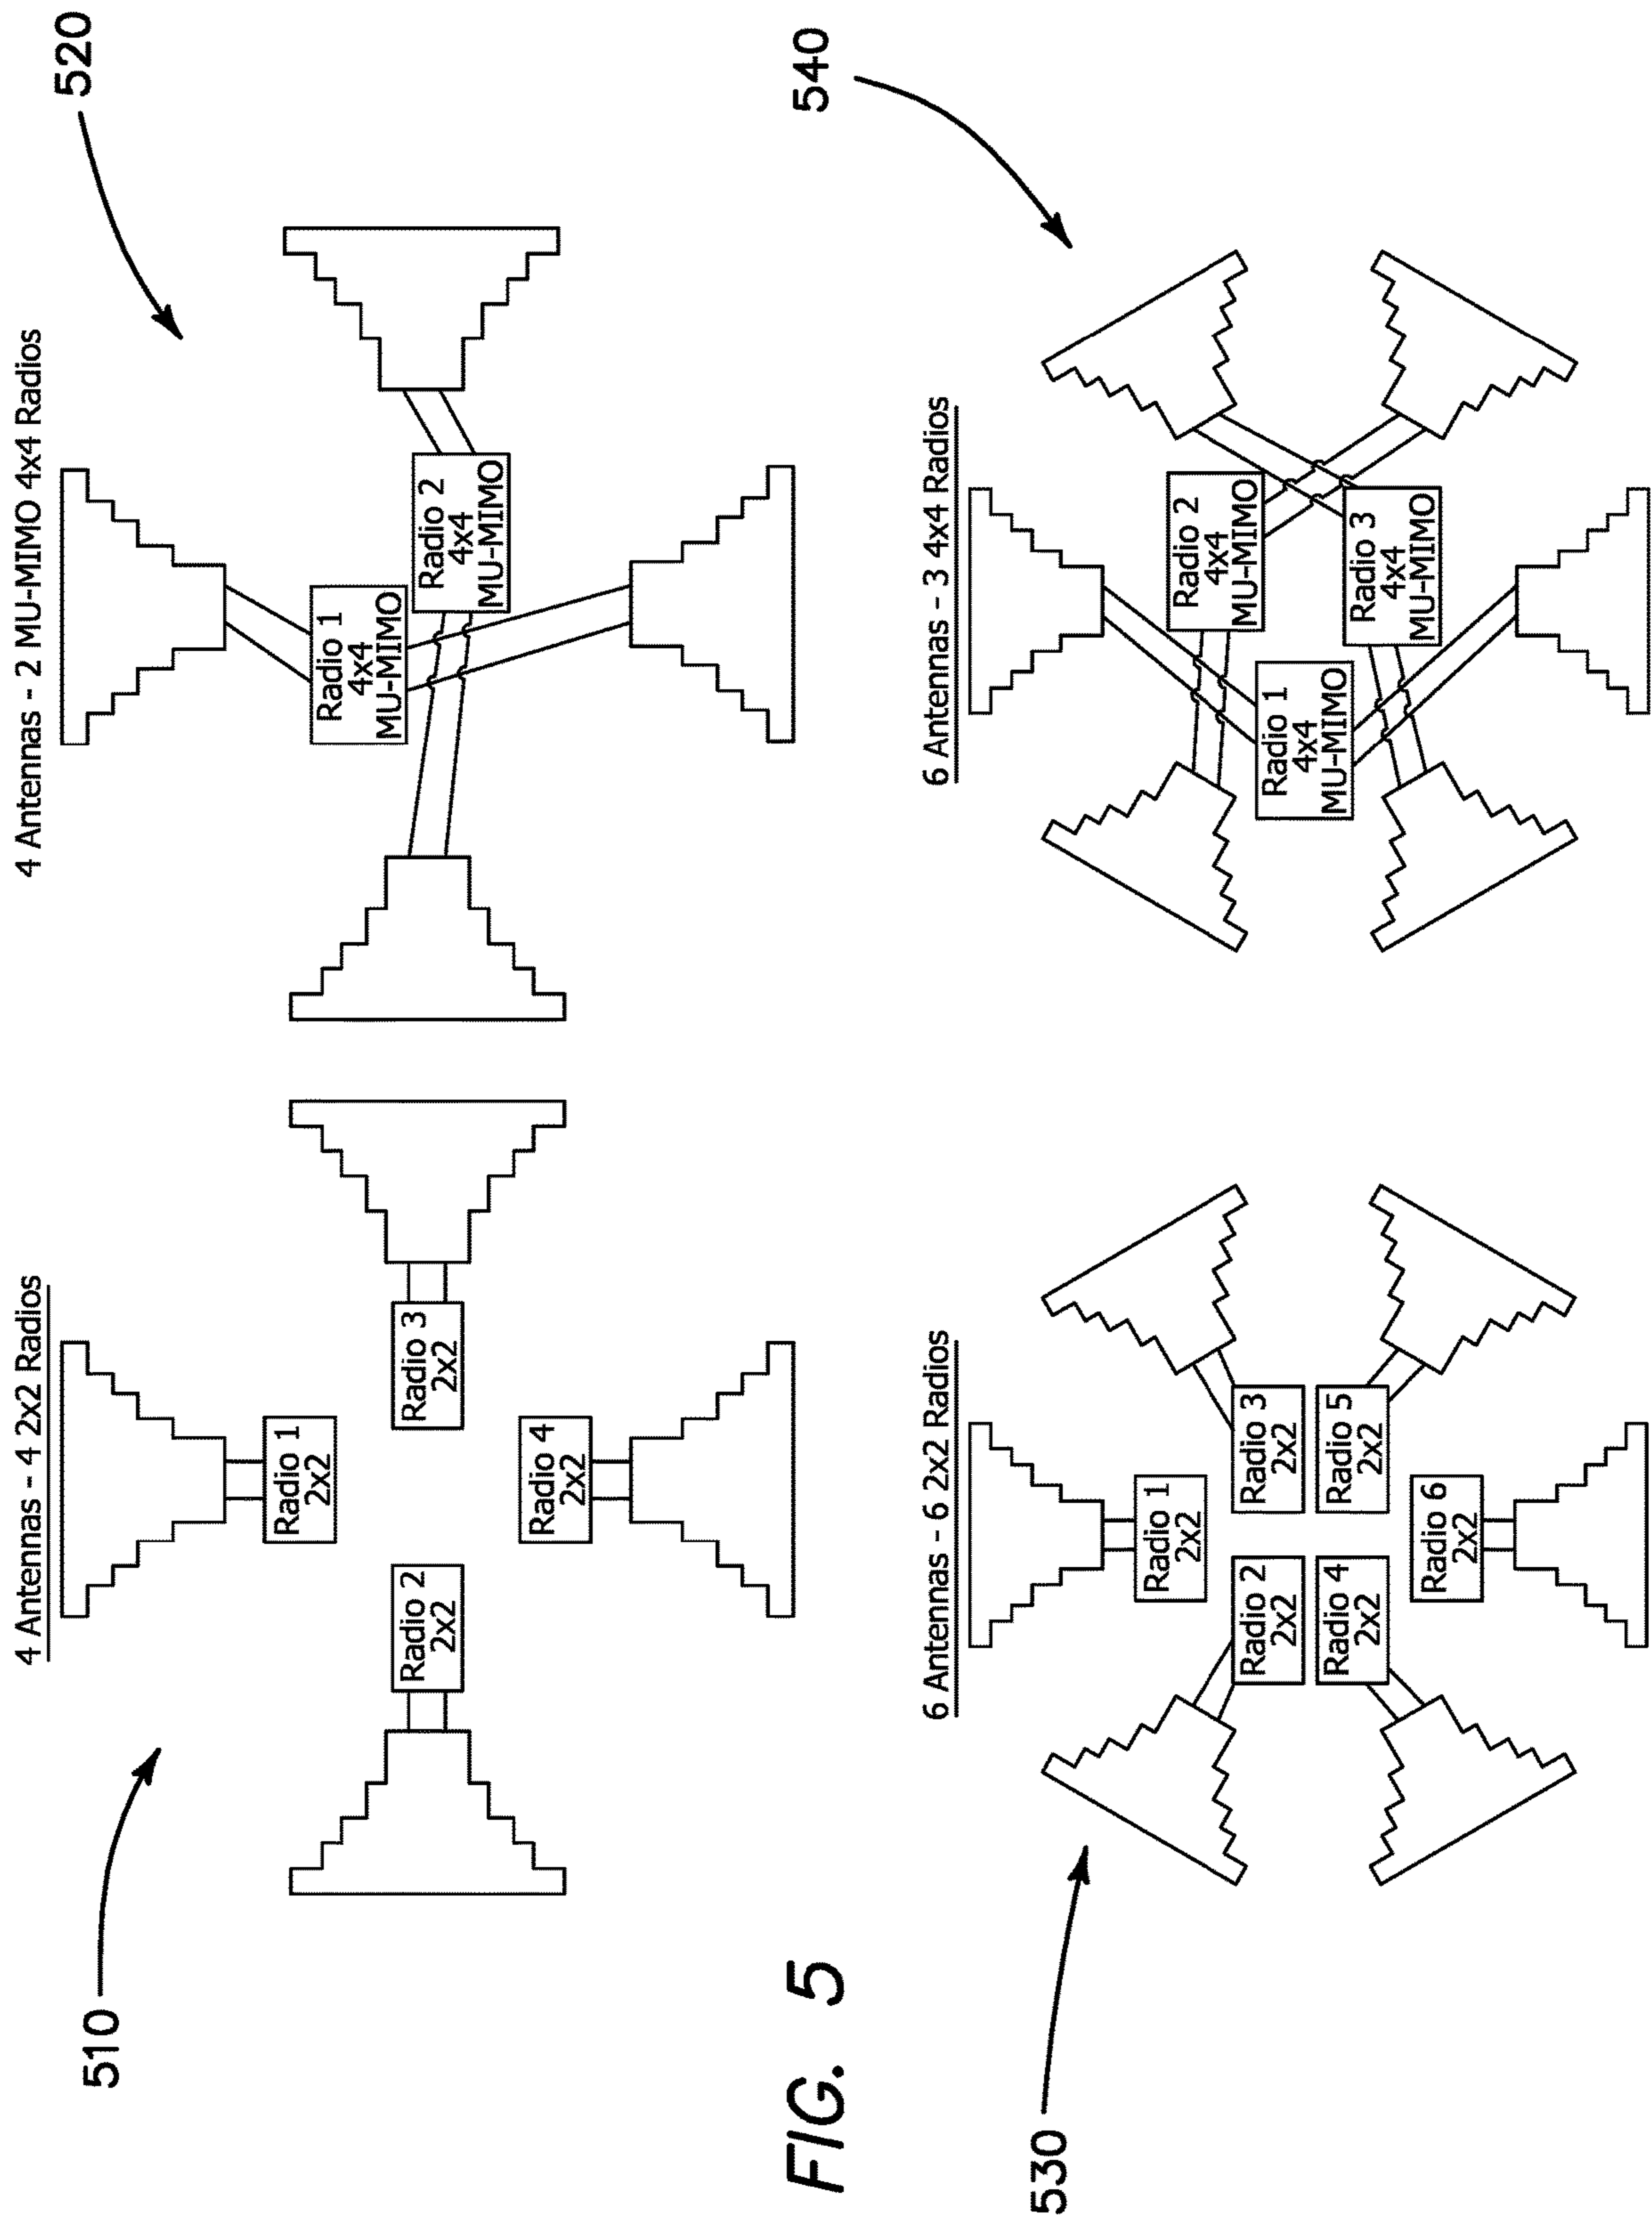 4 Antennas - 4 2x2 Radios
510
Radio 1
2x2
Radio 2
2x2
Radio 3
2x2
Radio 4
2x2
4 Antennas - 2 MU-MIMO 4x4 Radios
520
Radio 1
4x4
MU-MIMO
Radio 2
4x4
MU-MIMO
FIG. 5
6 Antennas - 6 2x2 Radios
530
Radio 1
2x2
Radio 2
2x2
Radio 3
2x2
Radio 4
2x2
Radio 5
2x2
Radio 6
2x2
6 Antennas - 3 4x4 Radios
540
Radio 1
4x4
MU-MIMO
Radio 2
4x4
MU-MIMO
Radio 3
4x4
MU-MIMO